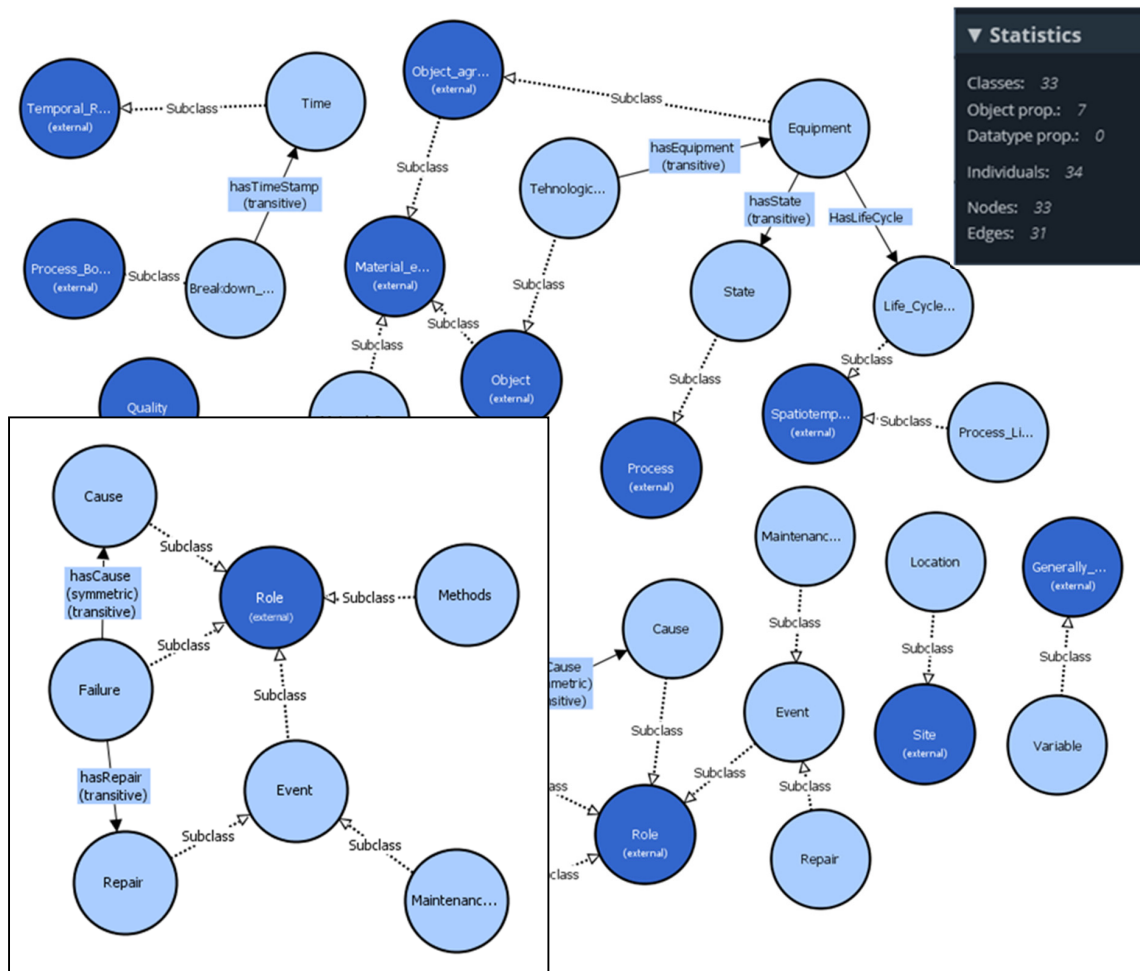 ▼ Statistics
Classes: 33
Object prop.: 7
Datatype prop.: 0
Individuals: 34
Nodes: 33
Edges: 31
Temporal_R...
(external)
Subclass
Time
Object_agr...
(external)
Subclass
Equipment
hasEquipment
(transitive)
Tehnologic...
Subclass
hasTimeStamp
(transitive)
hasState
(transitive)
HasLifeCycle
Process_Bo...
(external)
Subclass
Breakdown_...
Material_e...
(external)
Subclass
State
Life_Cycle...
Subclass
Subclass
Subclass
Object
(external)
Subclass
Subclass
Quality
Spatiotemp...
(external)
Subclass
Process_Li...
Process
(external)
Cause
Subclass
hasCause
(symmetric)
(transitive)
Role
(external)
Subclass
Methods
Failure
Subclass
Subclass
hasRepair
(transitive)
Event
Subclass
Subclass
Repair
Maintenanc...
Maintenanc...
Location
Generally_...
(external)
Cause
Subclass
Subclass
Subclass
Cause
Subclass
Event
Site
(external)
Variable
Subclass
Subclass
Role
(external)
Repair